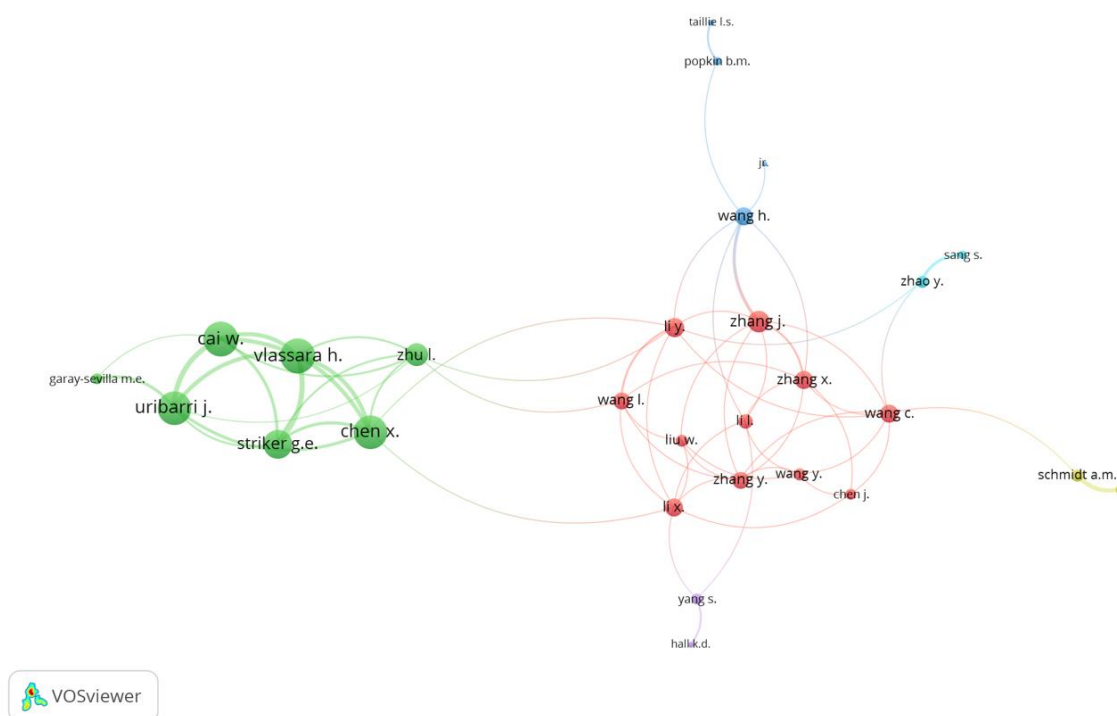 taillie l.s.
popkin b.m.
jr.
wang h.
sang s.
zhao y.
li y.
zhang j.
cai w.
vlassara h.
zhu l.
garay-sevilla m.e.
zhang x.
uribarri j.
wang l.
wang c.
li l.
striker g.e.
chen x.
liu w.
zhang y.
wang y.
schmidt a.m.
chen j.
li x.
yang s.
hall k.d.
VOSviewer